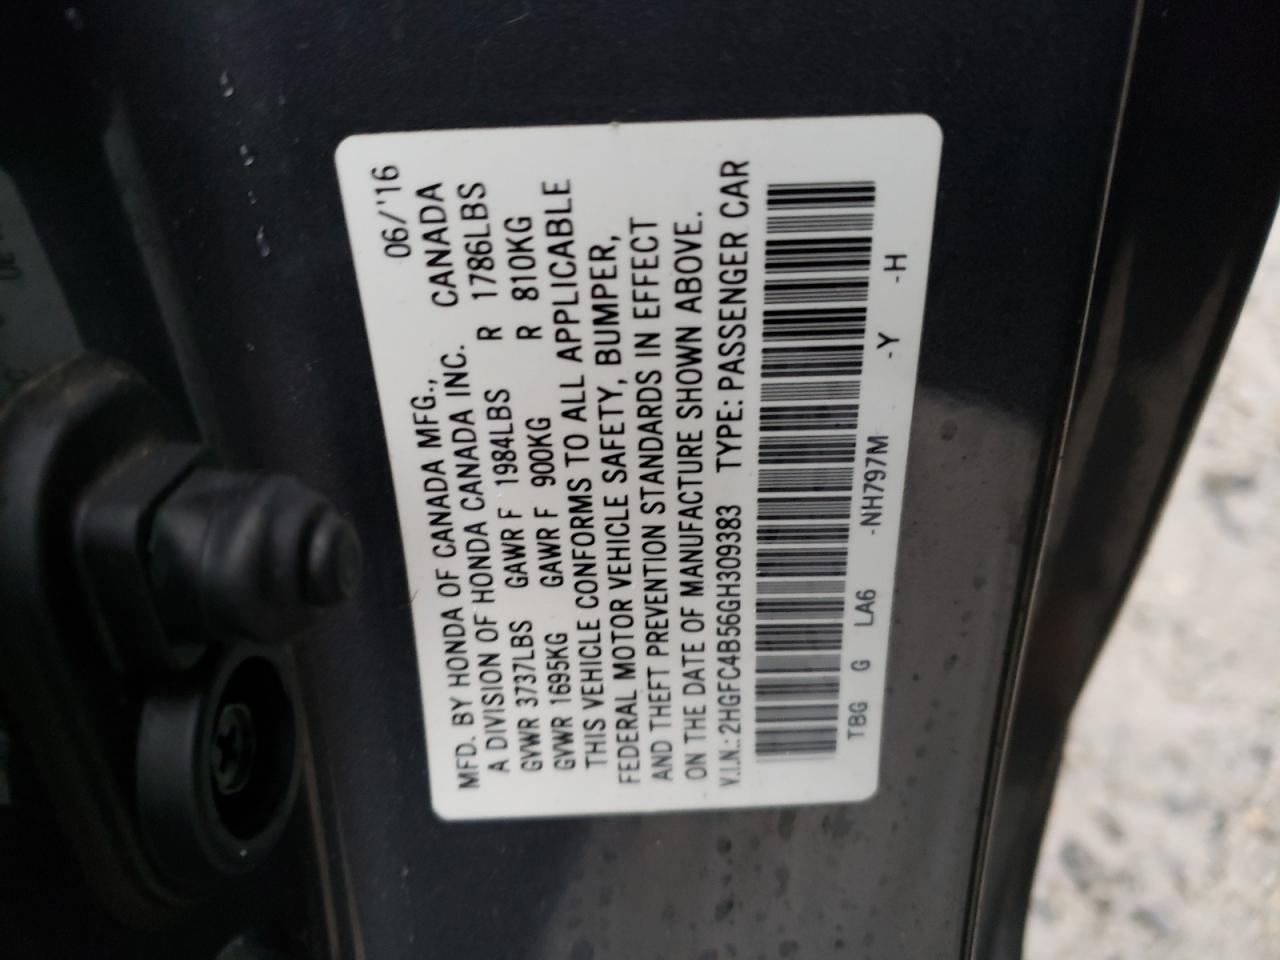 MFD. BY HONDA OF CANADA MFG., 06/'16
A DIVISION OF HONDA CANADA INC. CANADA
GVWR 3737LBS GAWR F 1984LBS R 1786LBS
GVWR 1695KG GAWR F 900KG R 810KG
THIS VEHICLE CONFORMS TO ALL APPLICABLE
FEDERAL MOTOR VEHICLE SAFETY, BUMPER,
AND THEFT PREVENTION STANDARDS IN EFFECT
ON THE DATE OF MANUFACTURE SHOWN ABOVE.
V.I.N.: 2HGFC4B56GH309383 TYPE: PASSENGER CAR
TBG G LA6 -NH797M -Y -H